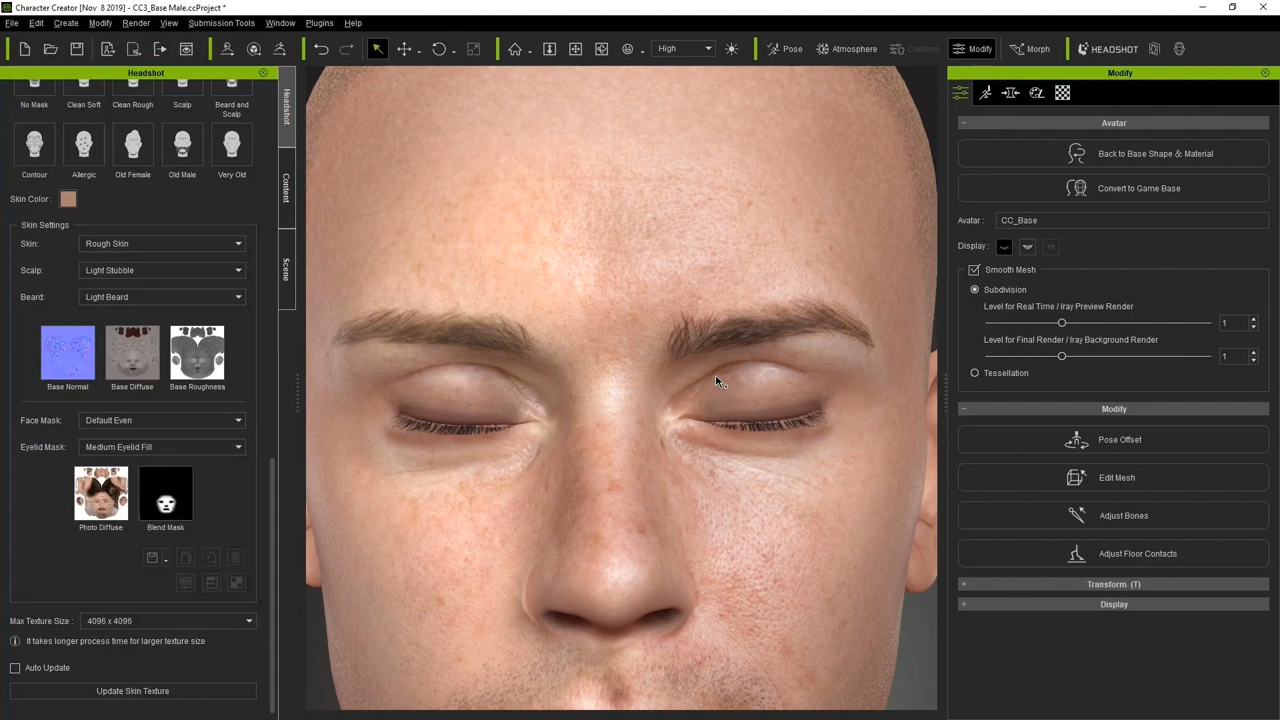 Character Creator [Nov  8 2019] - CC3_Base Male.ccProject *
File Edit Create Modify Render Submission Tools Window Plugins Help
High Pose Atmosphere Conform Modify Morph HEADSHOT
Headshot
No Mask Clean Soft Clean Rough Scalp Beard and Scalp
Contour Allergic Old Female Old Male Very Old
Skin Color :
Skin Settings
Skin: Rough Skin
Scalp: Light Stubble
Beard: Light Beard
Base Normal Base Diffuse Base Roughness
Face Mask: Default Even
Eyelid Mask: Medium Eyelid Fill
Photo Diffuse Blend Mask
Max Texture Size : 4096 x 4096
It takes longer process time for larger texture size
Auto Update
Update Skin Texture
Headshot
Content
Scene
Modify
Avatar
Back to Base Shape & Material
Convert to Game Base
Avatar : CC_Base
Display :
Smooth Mesh
Subdivision
Level for Real Time / Iray Preview Render
1
Level for Final Render / Iray Background Render
1
Tessellation
Modify
Pose Offset
Edit Mesh
Adjust Bones
Adjust Floor Contacts
Transform (T)
Display